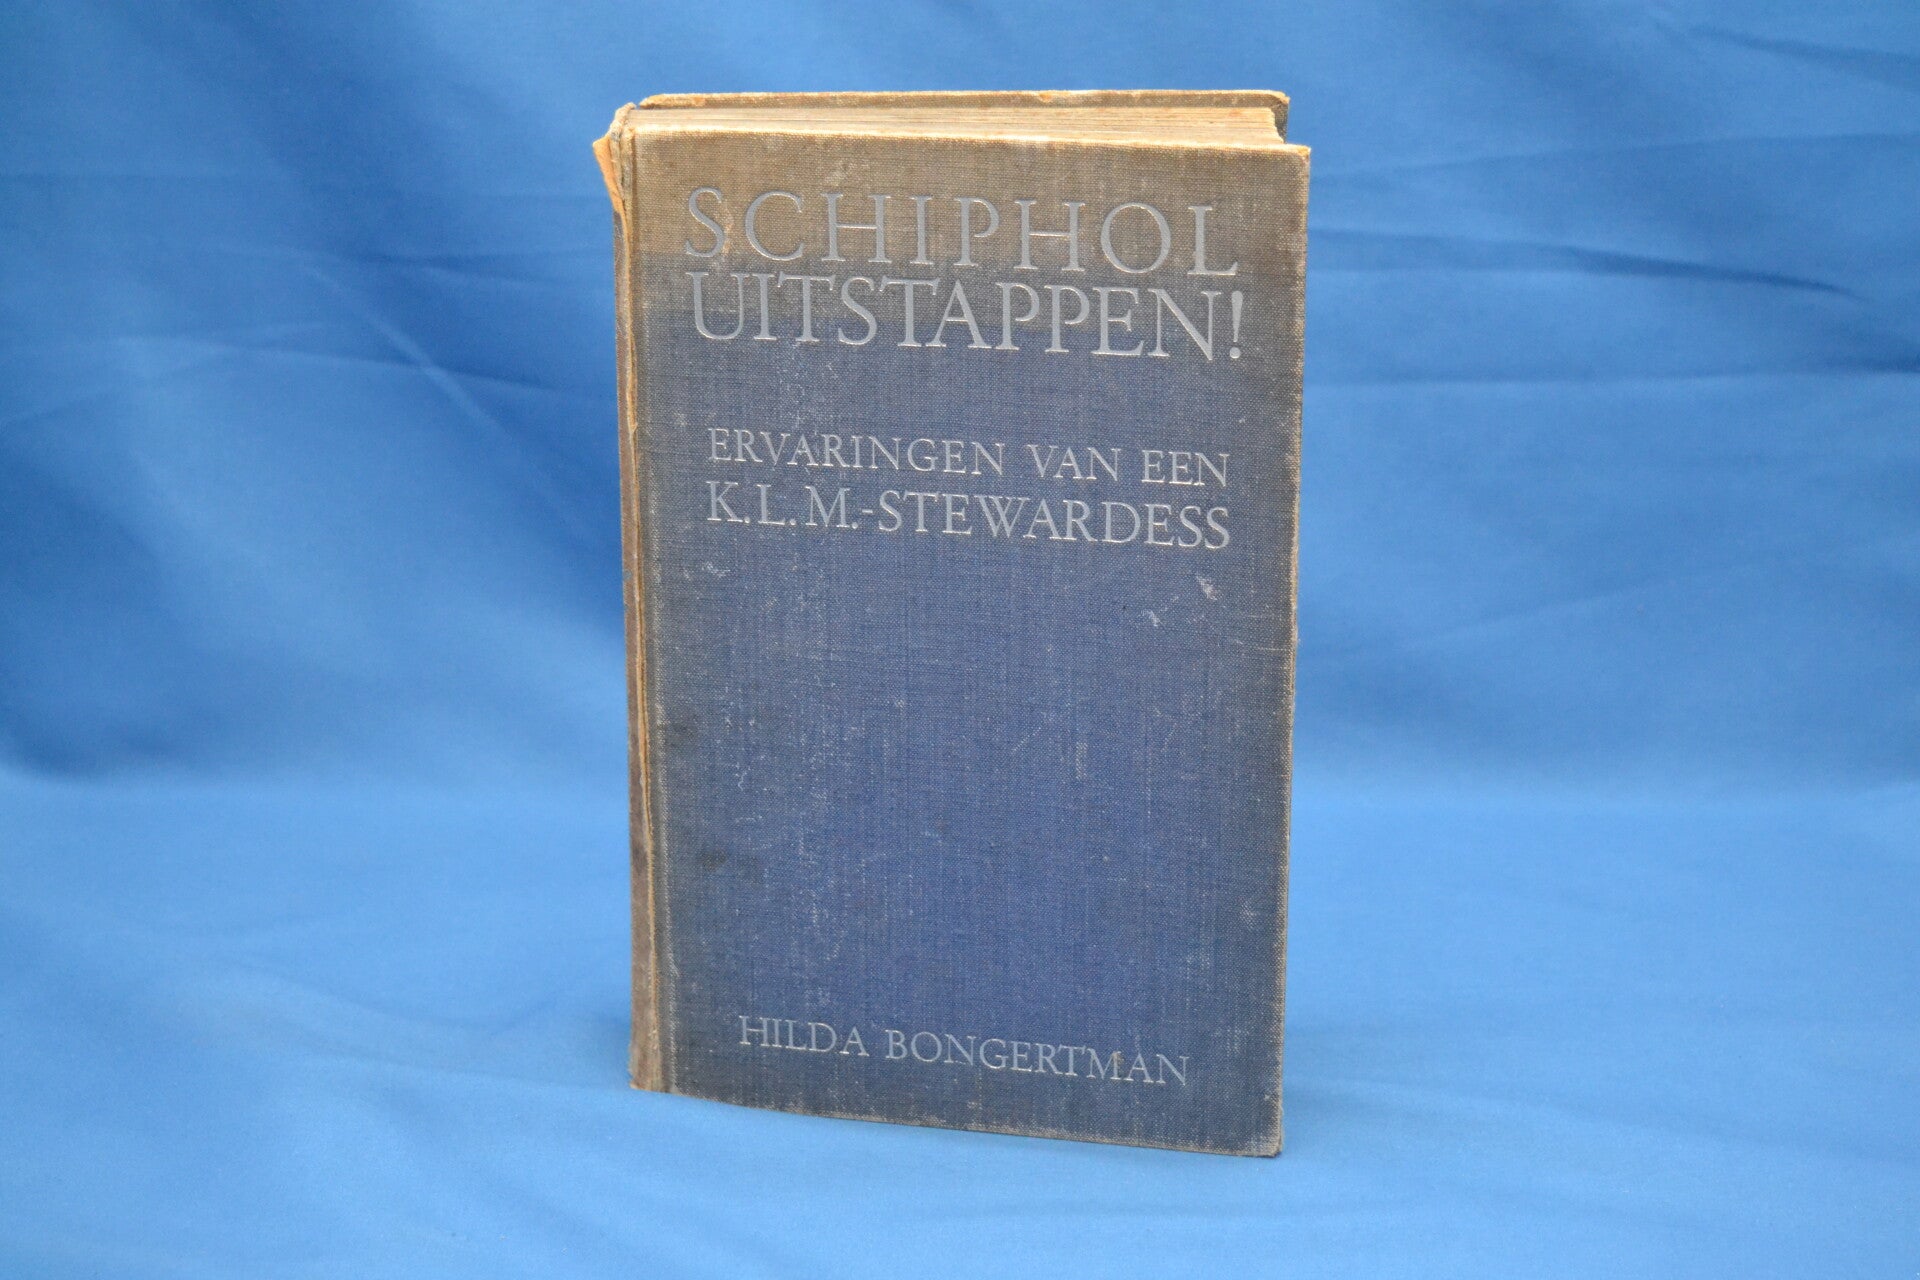 SCHIPHOL
UITSTAPPEN!
ERVARINGEN VAN EEN
K.L.M.-STEWARDESS
HILDA BONGERTMAN